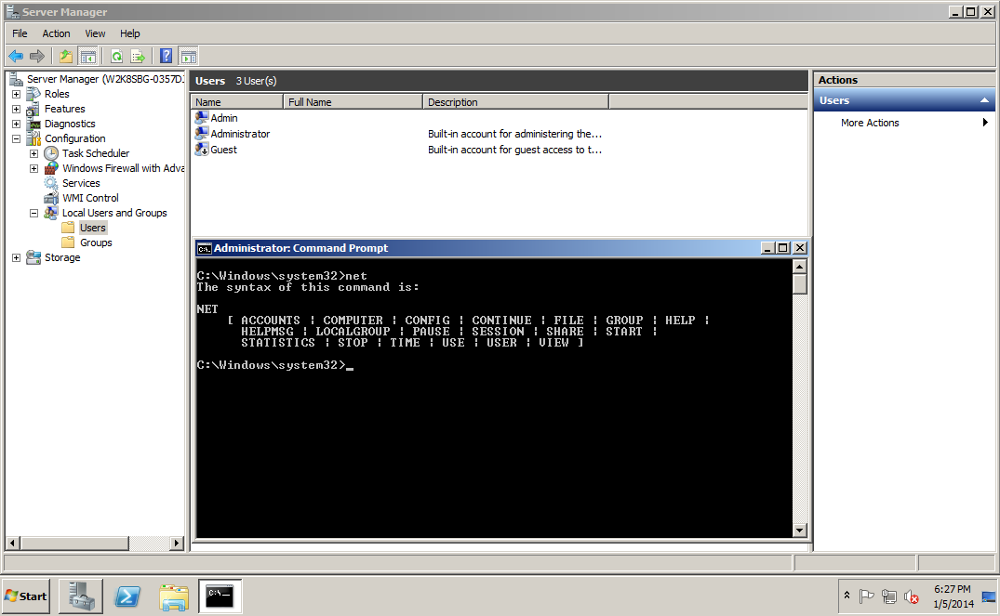 Server Manager
File Action View Help
Server Manager (W2K8SBG-0357D
Roles
Features
Diagnostics
Configuration
Task Scheduler
Windows Firewall with Adva
Services
WMI Control
Local Users and Groups
Users
Groups
Storage
Users 3 User(s)
Name Full Name Description
Admin
Administrator Built-in account for administering the...
Guest Built-in account for guest access to t...
Actions
Users
More Actions
Administrator: Command Prompt
C:\Windows\system32>net
The syntax of this command is:
NET
[ ACCOUNTS ¦ COMPUTER ¦ CONFIG ¦ CONTINUE ¦ FILE ¦ GROUP ¦ HELP ¦
HELPMSG ¦ LOCALGROUP ¦ PAUSE ¦ SESSION ¦ SHARE ¦ START ¦
STATISTICS ¦ STOP ¦ TIME ¦ USE ¦ USER ¦ VIEW ]
C:\Windows\system32>_
Start
C:\
6:27 PM
1/5/2014